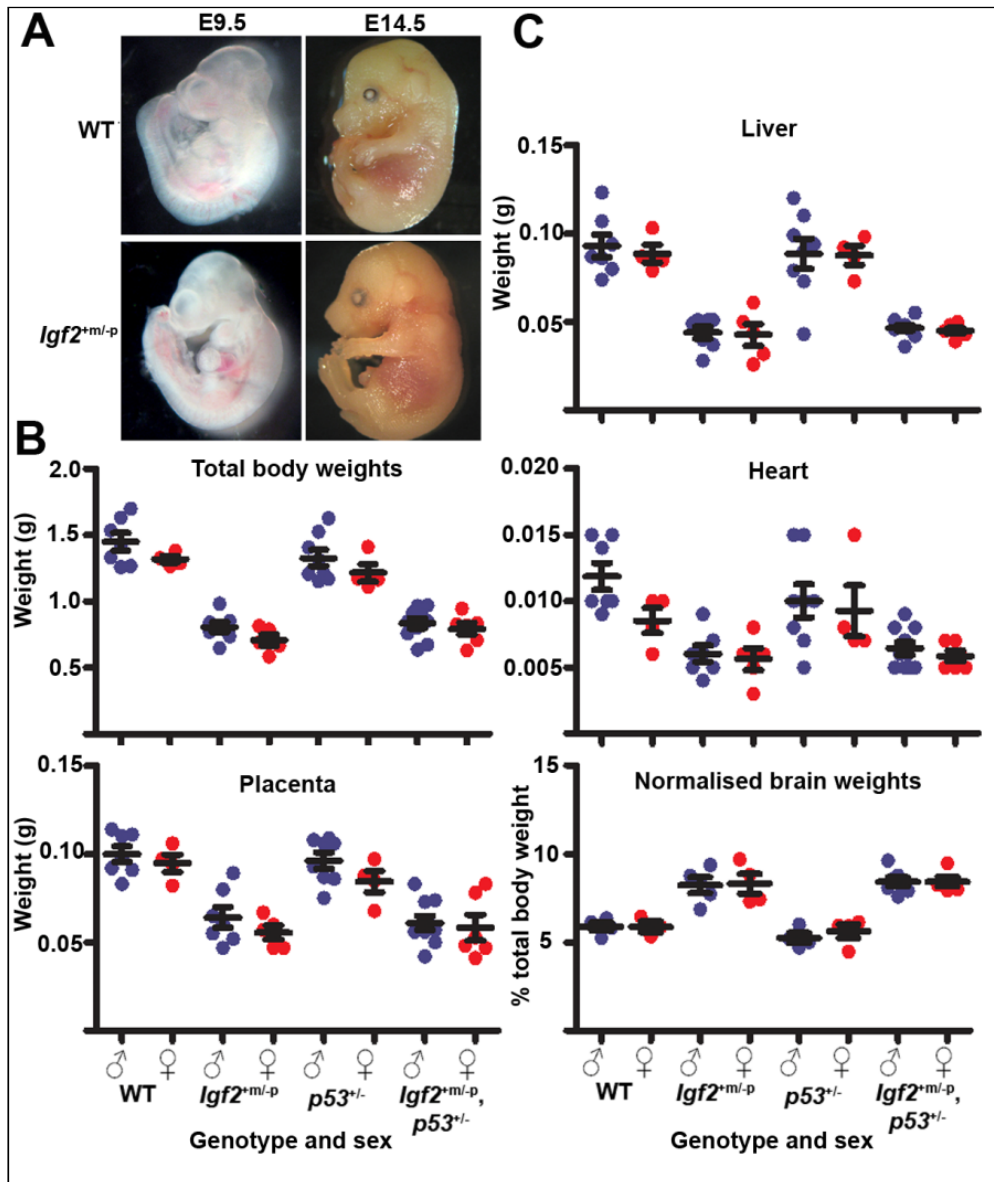 A
E9.5
E14.5
WT
Igf2+m/-p
B
Total body weights
Weight (g)
2.0
1.5
1.0
0.5
Placenta
Weight (g)
0.15
0.10
0.05
♂ ♀ ♂ ♀ ♂ ♀ ♂ ♀
WT Igf2+m/-p p53+/- Igf2+m/-p,
p53+/-
Genotype and sex
C
Liver
Weight (g)
0.15
0.10
0.05
Heart
0.020
0.015
0.010
0.005
Normalised brain weights
% total body weight
15
10
5
♂ ♀ ♂ ♀ ♂ ♀ ♂ ♀
WT Igf2+m/-p p53+/- Igf2+m/-p,
p53+/-
Genotype and sex